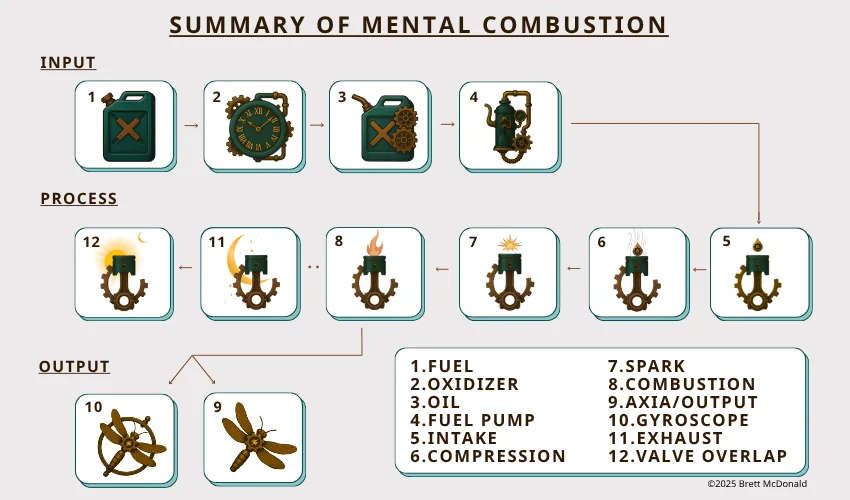 SUMMARY OF MENTAL COMBUSTION
INPUT
1
2
3
4
PROCESS
12
11
8
7
6
5
OUTPUT
10
9
1.FUEL
2.OXIDIZER
3.OIL
4.FUEL PUMP
5.INTAKE
6.COMPRESSION
7.SPARK
8.COMBUSTION
9.AXIA/OUTPUT
10.GYROSCOPE
11.EXHAUST
12.VALVE OVERLAP
©2025 Brett McDonald